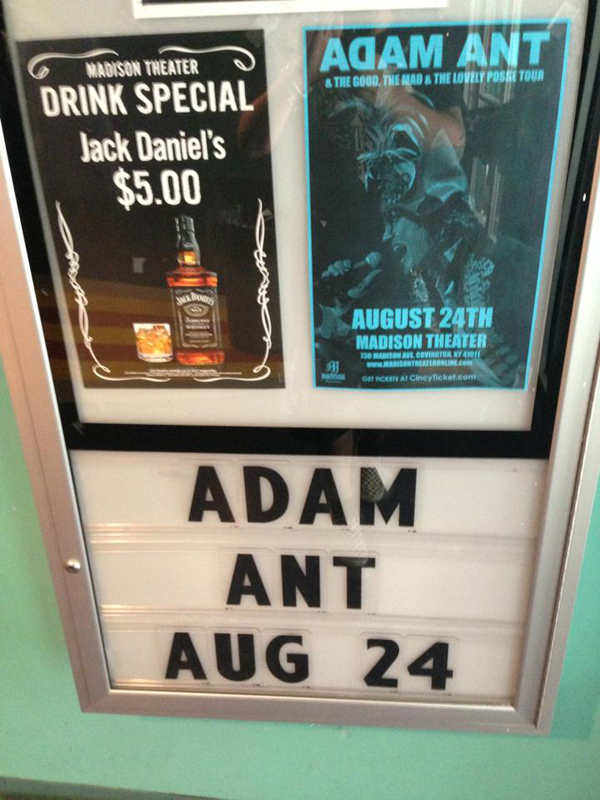 MADISON THEATER
DRINK SPECIAL
Jack Daniel's
$5.00
JACK DANIEL'S
ADAM ANT
& THE GOOD, THE MAD & THE LOVELY POSSE TOUR
AUGUST 24TH
MADISON THEATER
730 MADISON AVE. COVINGTON, KY 41011
www.MADISONTHEATERONLINE.com
GET TICKETS AT CincyTicket.com
ADAM
ANT
AUG 24